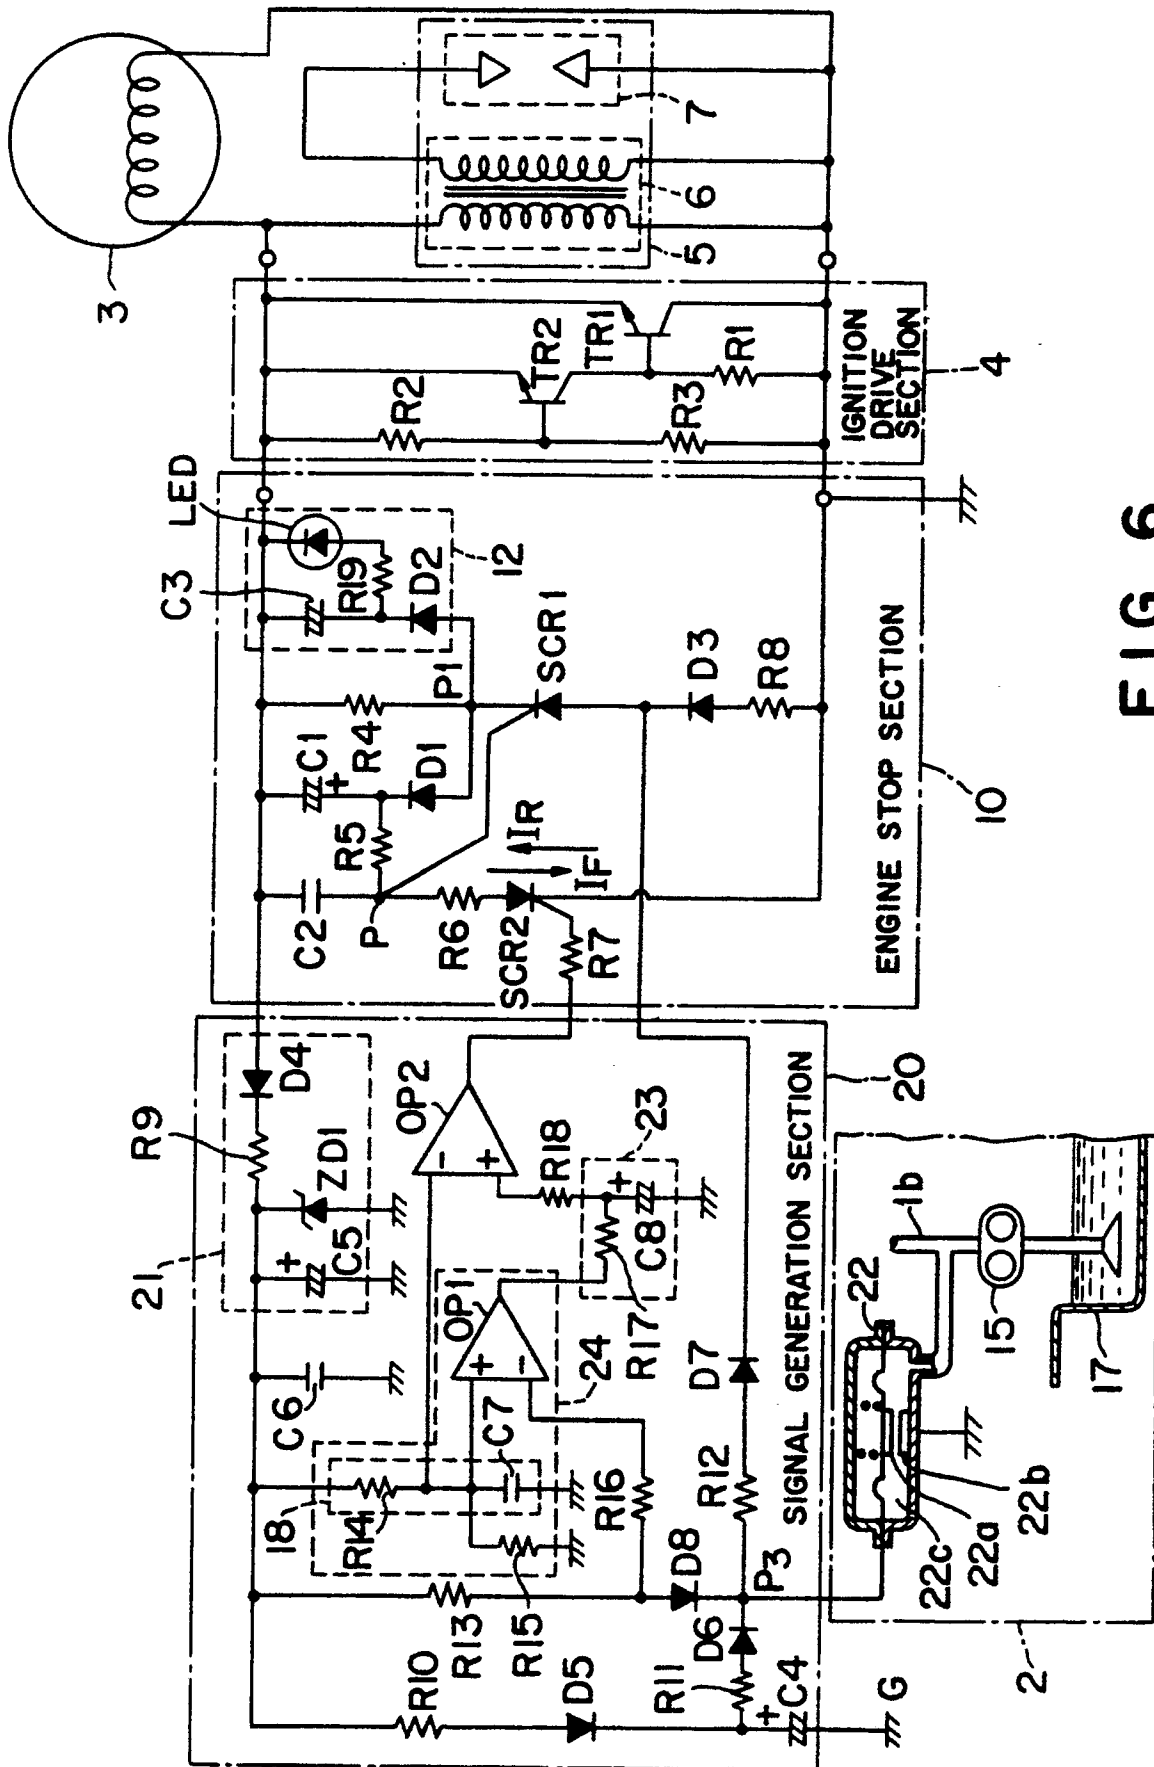 3
7
6
5
TR2
TR1
R2
R1
R3
IGNITION
DRIVE
SECTION
4
LED
C3
R19
D2
12
P1
R4
C1
+
D1
SCR1
R5
D3
R8
C2
P
IR
IF
R6
SCR2
R7
ENGINE STOP SECTION
10
R9
D4
ZD1
21
+
C5
OP2
-
+
R18
23
+
C8
C6
OP1
+
-
R17
24
C7
18
R14
R16
D7
R12
R13
R15
D8
P3
R10
D5
D6
R11
+
C4
G
SIGNAL GENERATION SECTION
20
1b
22
15
17
22b
22a
22c
2
FIG 6